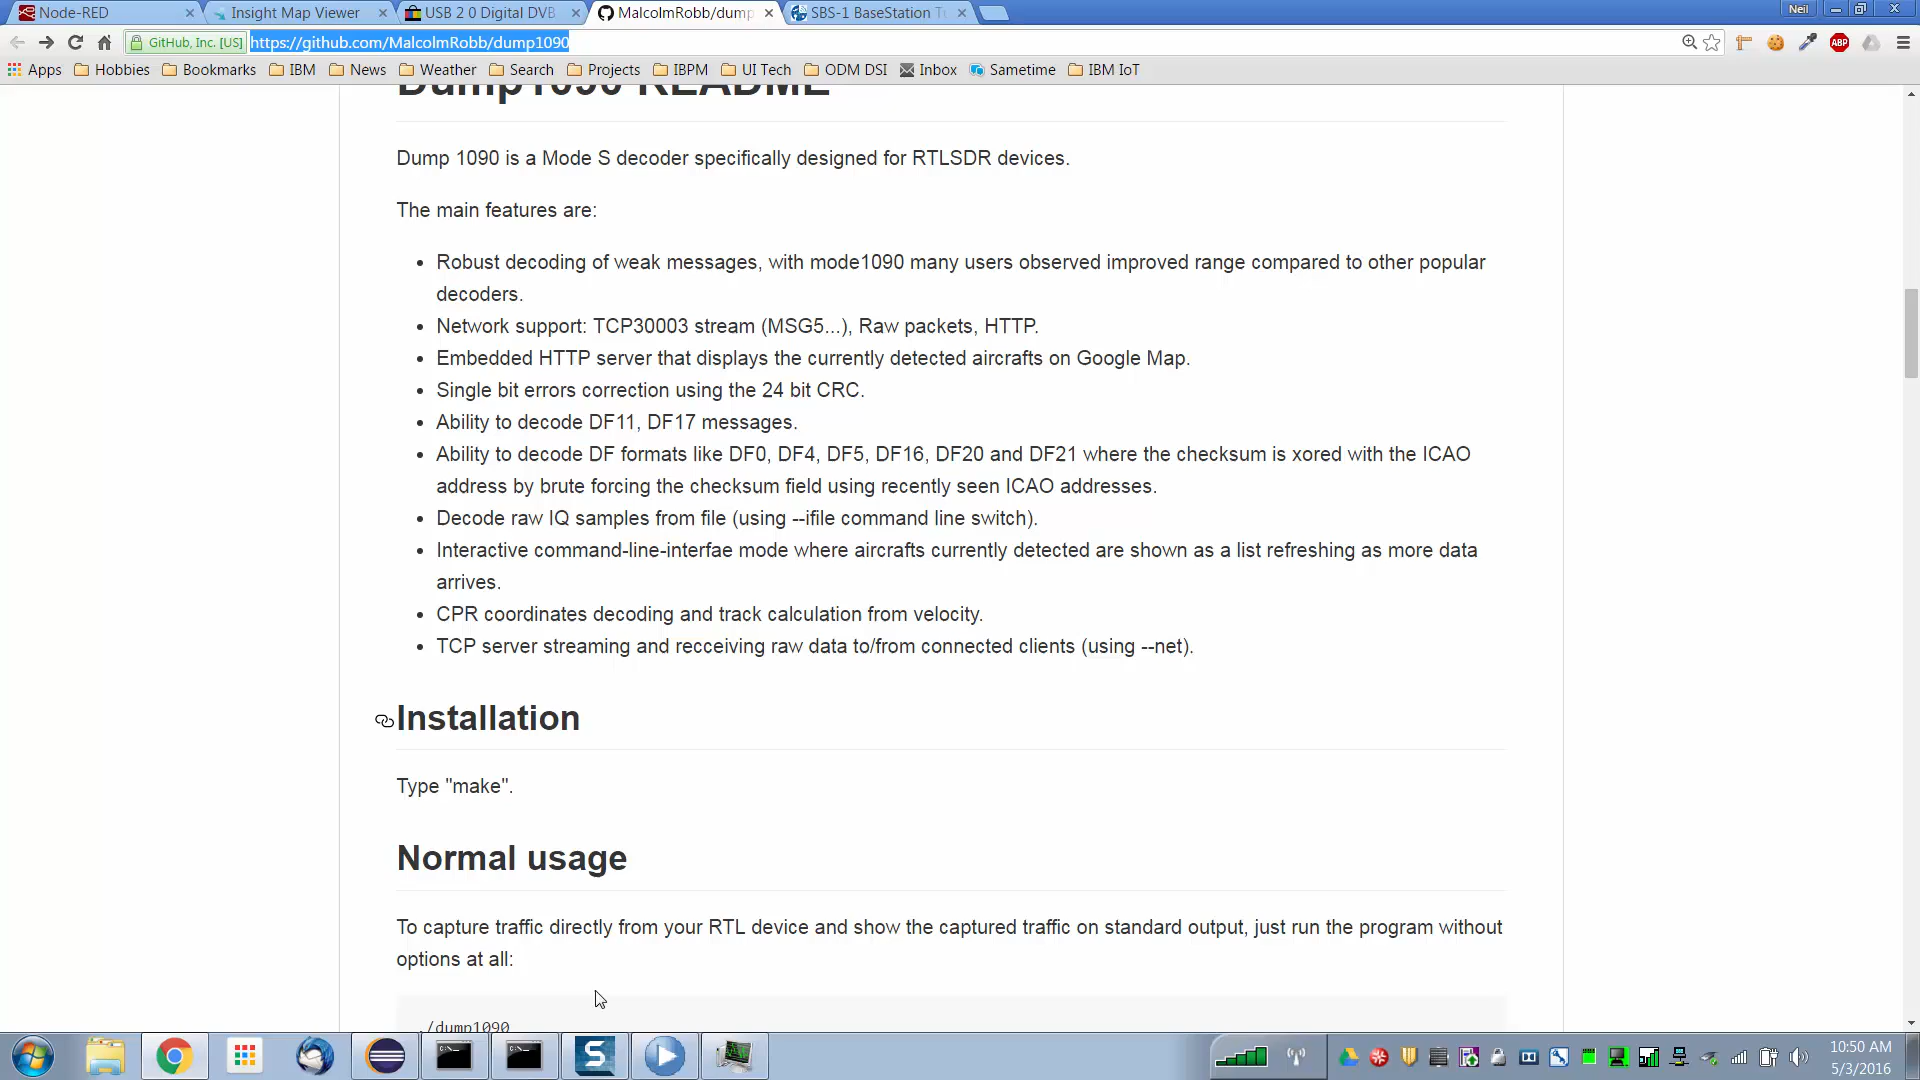 Node-RED
Insight Map Viewer
USB 2 0 Digital DVB
MalcolmRobb/dump
SBS-1 BaseStation T
Neil
GitHub, Inc. [US]
https://github.com/MalcolmRobb/dump1090
ABP
Apps
Hobbies
Bookmarks
IBM
News
Weather
Search
Projects
IBPM
UI Tech
ODM DSI
Inbox
Sametime
IBM IoT
Dump1090 README
Dump 1090 is a Mode S decoder specifically designed for RTLSDR devices.
The main features are:
• Robust decoding of weak messages, with mode1090 many users observed improved range compared to other popular
decoders.
• Network support: TCP30003 stream (MSG5...), Raw packets, HTTP.
• Embedded HTTP server that displays the currently detected aircrafts on Google Map.
• Single bit errors correction using the 24 bit CRC.
• Ability to decode DF11, DF17 messages.
• Ability to decode DF formats like DF0, DF4, DF5, DF16, DF20 and DF21 where the checksum is xored with the ICAO
address by brute forcing the checksum field using recently seen ICAO addresses.
• Decode raw IQ samples from file (using --ifile command line switch).
• Interactive command-line-interfae mode where aircrafts currently detected are shown as a list refreshing as more data
arrives.
• CPR coordinates decoding and track calculation from velocity.
• TCP server streaming and recceiving raw data to/from connected clients (using --net).
Installation
Type "make".
Normal usage
To capture traffic directly from your RTL device and show the captured traffic on standard output, just run the program without
options at all:
./dump1090
S
10:50 AM
5/3/2016